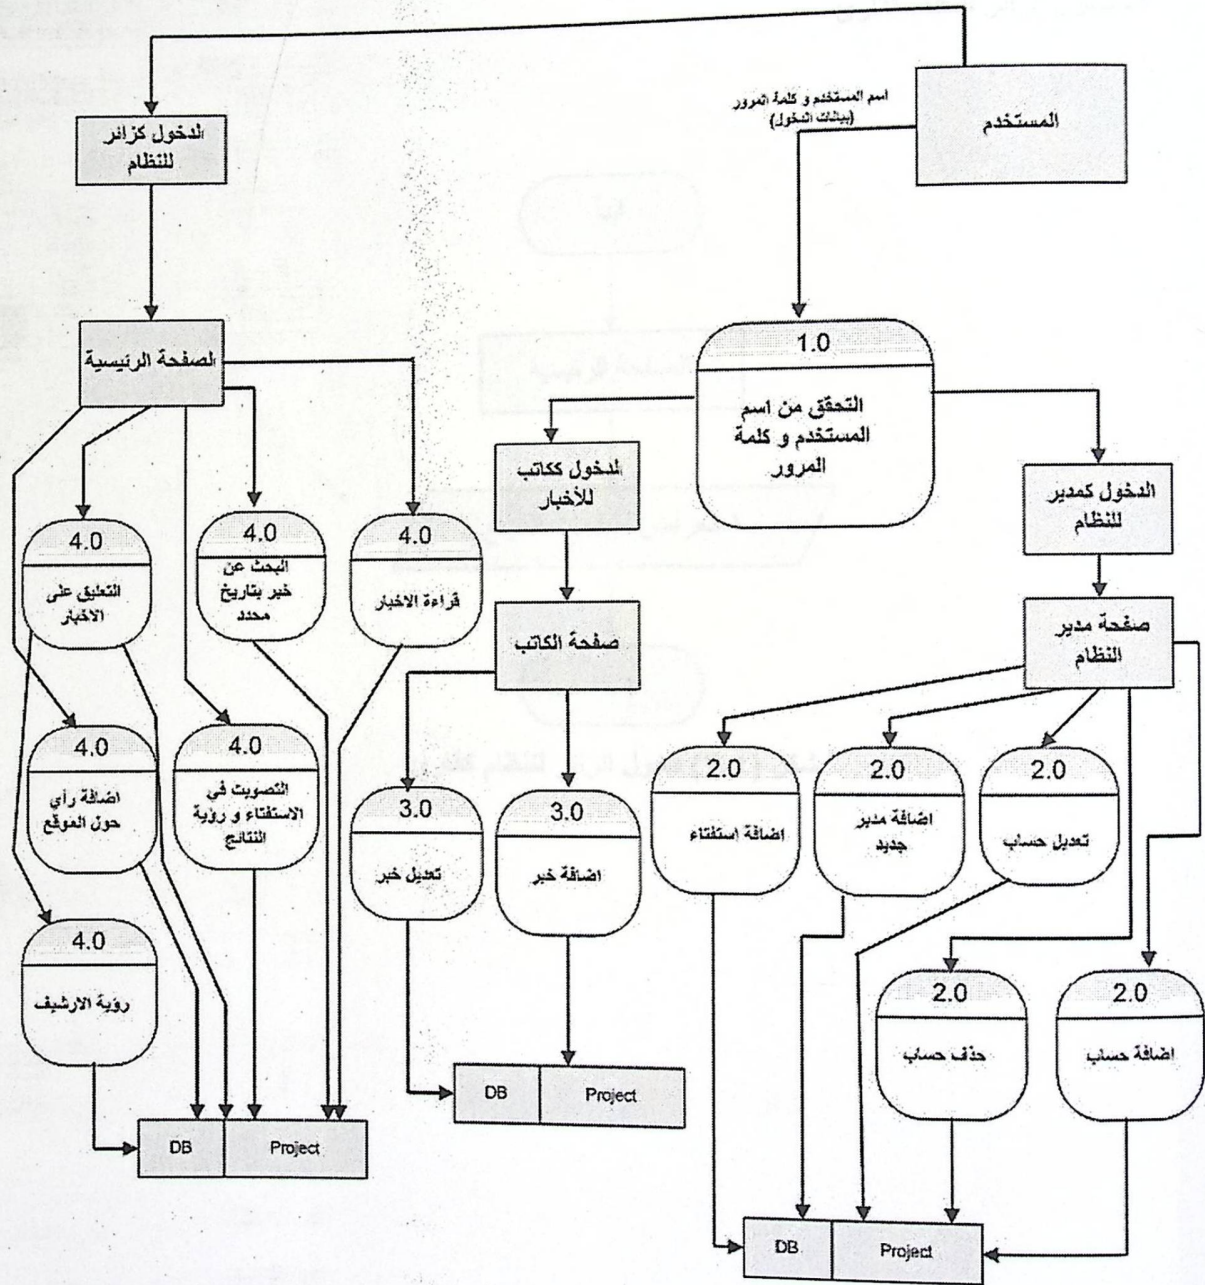 المستخدم
اسم المستخدم و كلمة المرور
(بيانات الدخول)
الدخول كزائر
للنظام
الصفحة الرئيسية
1.0
التحقق من اسم
المستخدم و كلمة
المرور
الدخول ككاتب
للأخبار
الدخول كمدير
للنظام
4.0
التعليق على
الاخبار
4.0
البحث عن
خبر بتاريخ
محدد
4.0
قراءة الاخبار
صفحة الكاتب
صفحة مدير
النظام
4.0
اضافة رأي
حول الموقع
4.0
التصويت في
الاستفتاء و رؤية
النتائج
3.0
تعديل خبر
3.0
اضافة خبر
2.0
اضافة استفتاء
2.0
اضافة مدير
جديد
2.0
تعديل حساب
4.0
رؤية الارشيف
2.0
حذف حساب
2.0
اضافة حساب
DB Project
DB Project
DB Project